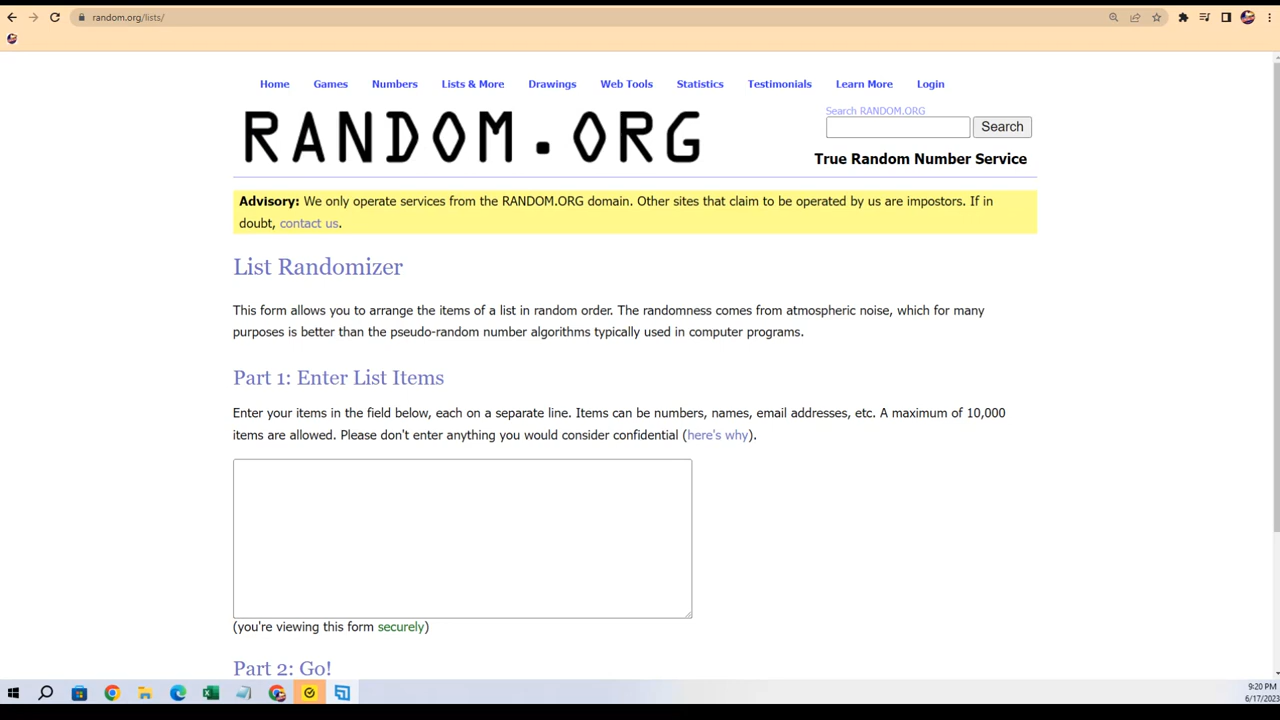 random.org/lists/
Home Games Numbers Lists & More Drawings Web Tools Statistics Testimonials Learn More Login
RANDOM.ORG
Search RANDOM.ORG
Search
True Random Number Service
Advisory: We only operate services from the RANDOM.ORG domain. Other sites that claim to be operated by us are impostors. If in
doubt, contact us.
List Randomizer
This form allows you to arrange the items of a list in random order. The randomness comes from atmospheric noise, which for many
purposes is better than the pseudo-random number algorithms typically used in computer programs.
Part 1: Enter List Items
Enter your items in the field below, each on a separate line. Items can be numbers, names, email addresses, etc. A maximum of 10,000
items are allowed. Please don't enter anything you would consider confidential (here's why).
(you're viewing this form securely)
Part 2: Go!
9:20 PM
6/17/2023